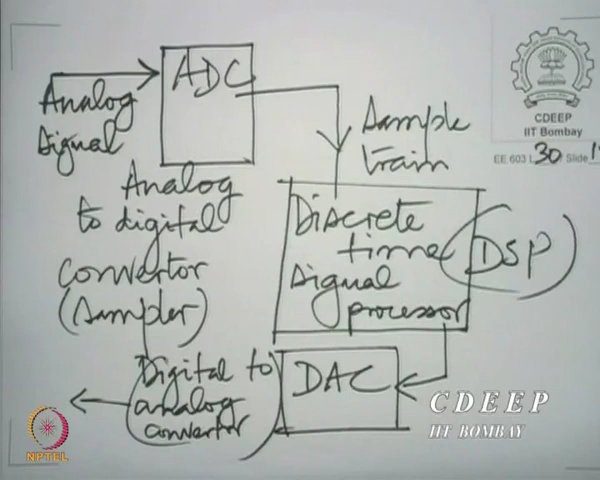 ADC
Analog
Signal
Sample
train
Analog
to digital
convertor
(Sampler)
Discrete
time
Signal
processor
DSP
Digital to
analog
convertor
DAC
CDEEP
IIT Bombay
EE 603 L 30 Slide 1
CDEEP
IIT BOMBAY
NPTEL